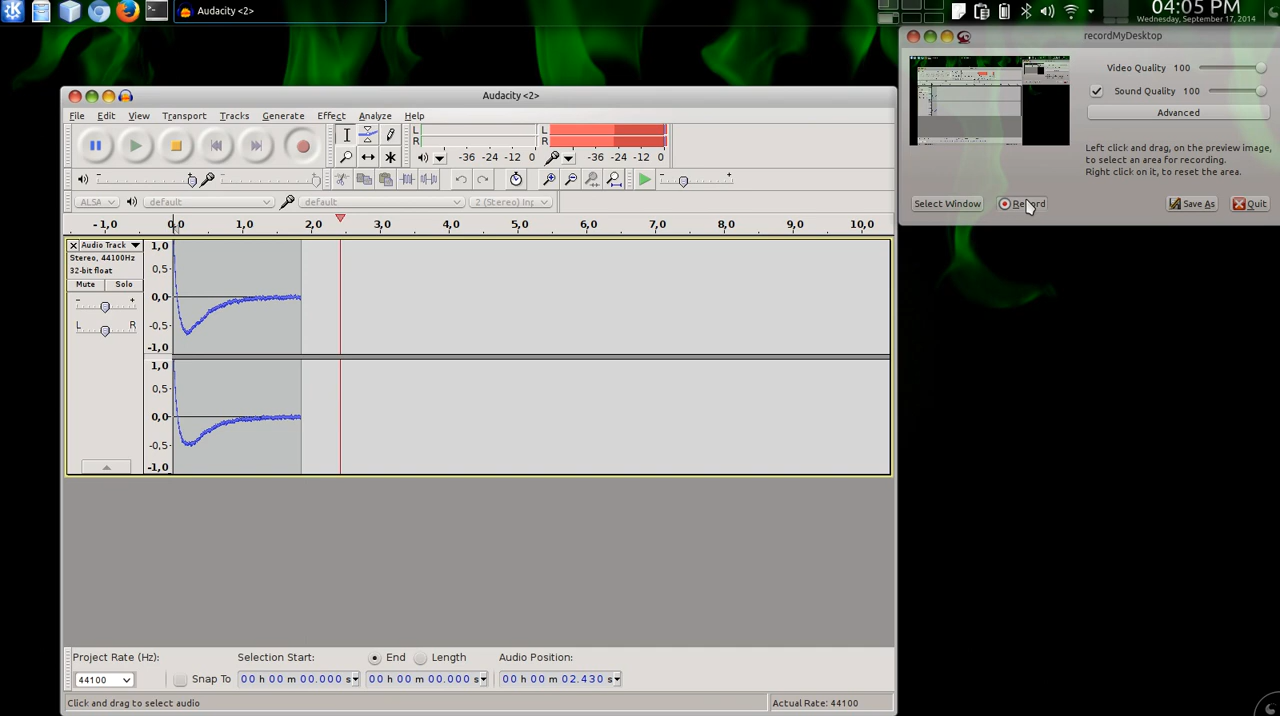 Audacity <2>
04:05 PM
Wednesday, September 17, 2014
recordMyDesktop
Video Quality 100
Sound Quality 100
Advanced
Left click and drag, on the preview image,
to select an area for recording.
Right click on it, to reset the area.
Select Window
Record
Save As
Quit
Audacity <2>
File Edit View Transport Tracks Generate Effect Analyze Help
L
R
-36 -24 -12 0
L
R
-36 -24 -12 0
ALSA default default 2 (Stereo) Inp
-1,0 0,0 1,0 2,0 3,0 4,0 5,0 6,0 7,0 8,0 9,0 10,0
Audio Track
Stereo, 44100Hz
32-bit float
Mute Solo
- +
L R
1,0
0,5-
0,0-
-0,5-
-1,0
1,0
0,5-
0,0-
-0,5-
-1,0
Project Rate (Hz):
44100
Snap To
Selection Start:
End
Length
Audio Position:
00 h 00 m 00.000 s
00 h 00 m 00.000 s
00 h 00 m 02.430 s
Click and drag to select audio
Actual Rate: 44100